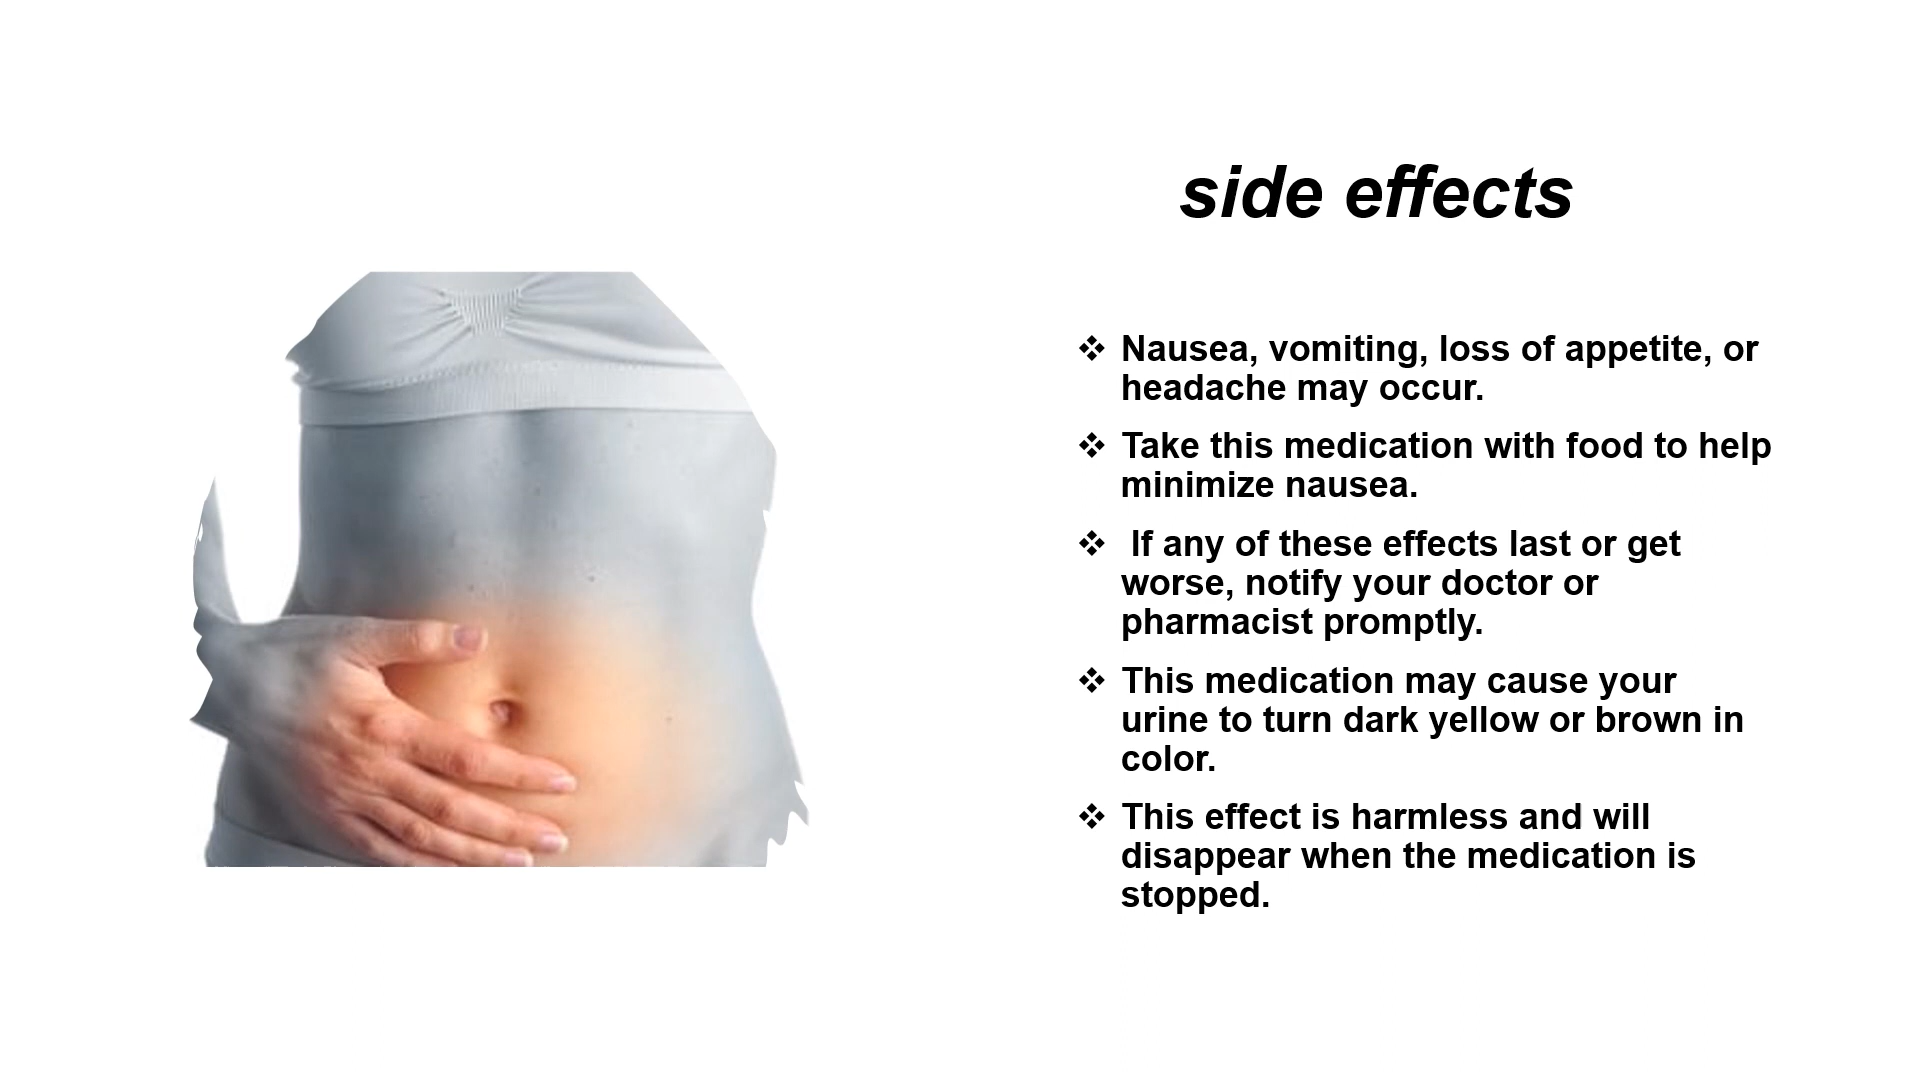 side effects
❖ Nausea, vomiting, loss of appetite, or
headache may occur.
❖ Take this medication with food to help
minimize nausea.
❖ If any of these effects last or get
worse, notify your doctor or
pharmacist promptly.
❖ This medication may cause your
urine to turn dark yellow or brown in
color.
❖ This effect is harmless and will
disappear when the medication is
stopped.